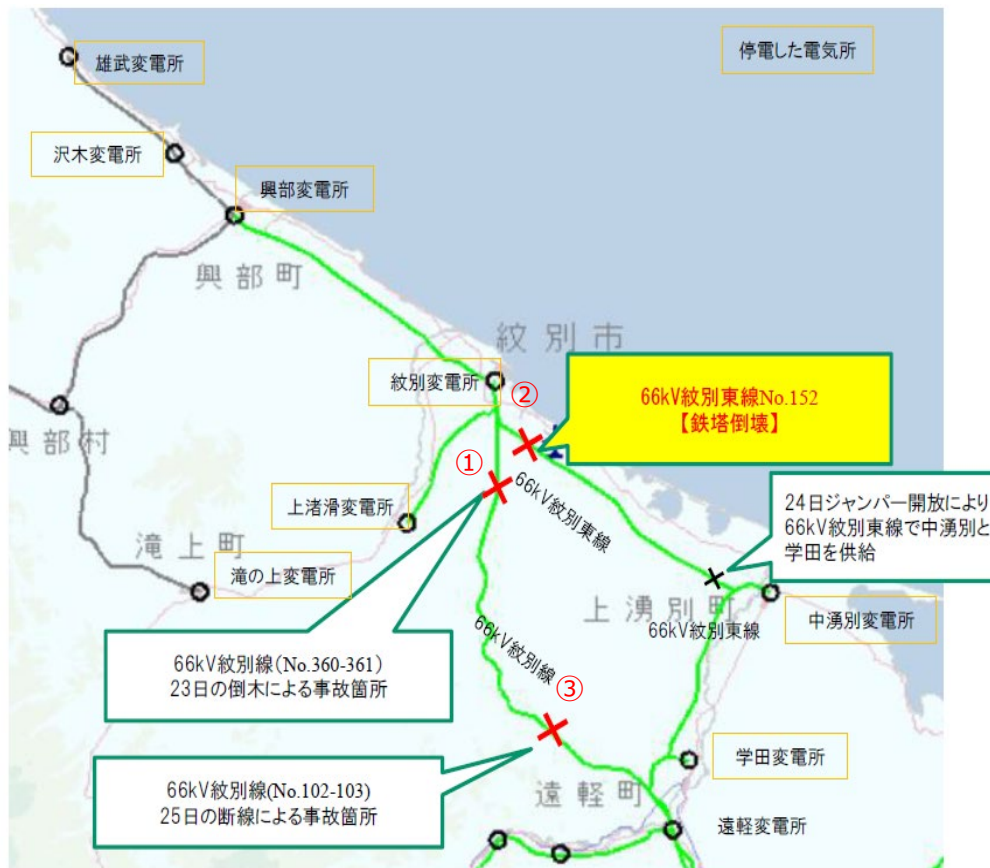 雄武変電所
停電した電気所
沢木変電所
興部変電所
興部町
紋別市
紋別変電所
②
66kV紋別東線No.152
【鉄塔倒壊】
①
66kV紋別東線
上渚滑変電所
24日ジャンパー開放により
66kV紋別東線で中湧別と
学田を供給
興部村
滝上町
滝の上変電所
上湧別町
中湧別変電所
66kV紋別東線
66kV紋別線(No.360-361)
23日の倒木による事故箇所
66kV紋別線
③
学田変電所
66kV紋別線(No.102-103)
25日の断線による事故箇所
遠軽町
遠軽変電所